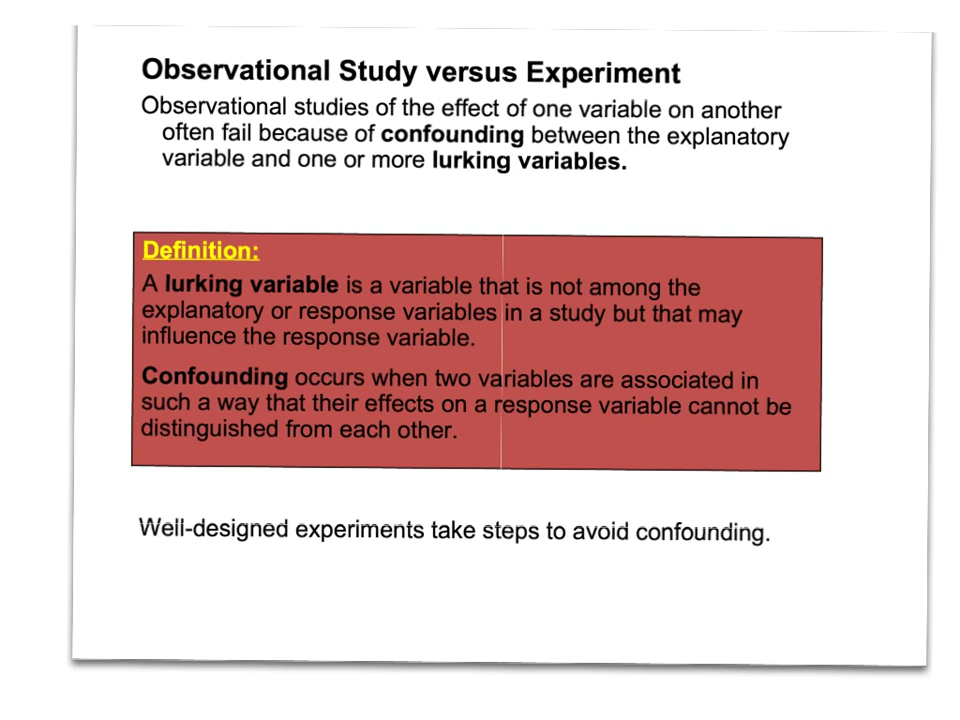 Observational Study versus Experiment
Observational studies of the effect of one variable on another
often fail because of confounding between the explanatory
variable and one or more lurking variables.
Definition:
A lurking variable is a variable that is not among the
explanatory or response variables in a study but that may
influence the response variable.
Confounding occurs when two variables are associated in
such a way that their effects on a response variable cannot be
distinguished from each other.
Well-designed experiments take steps to avoid confounding.